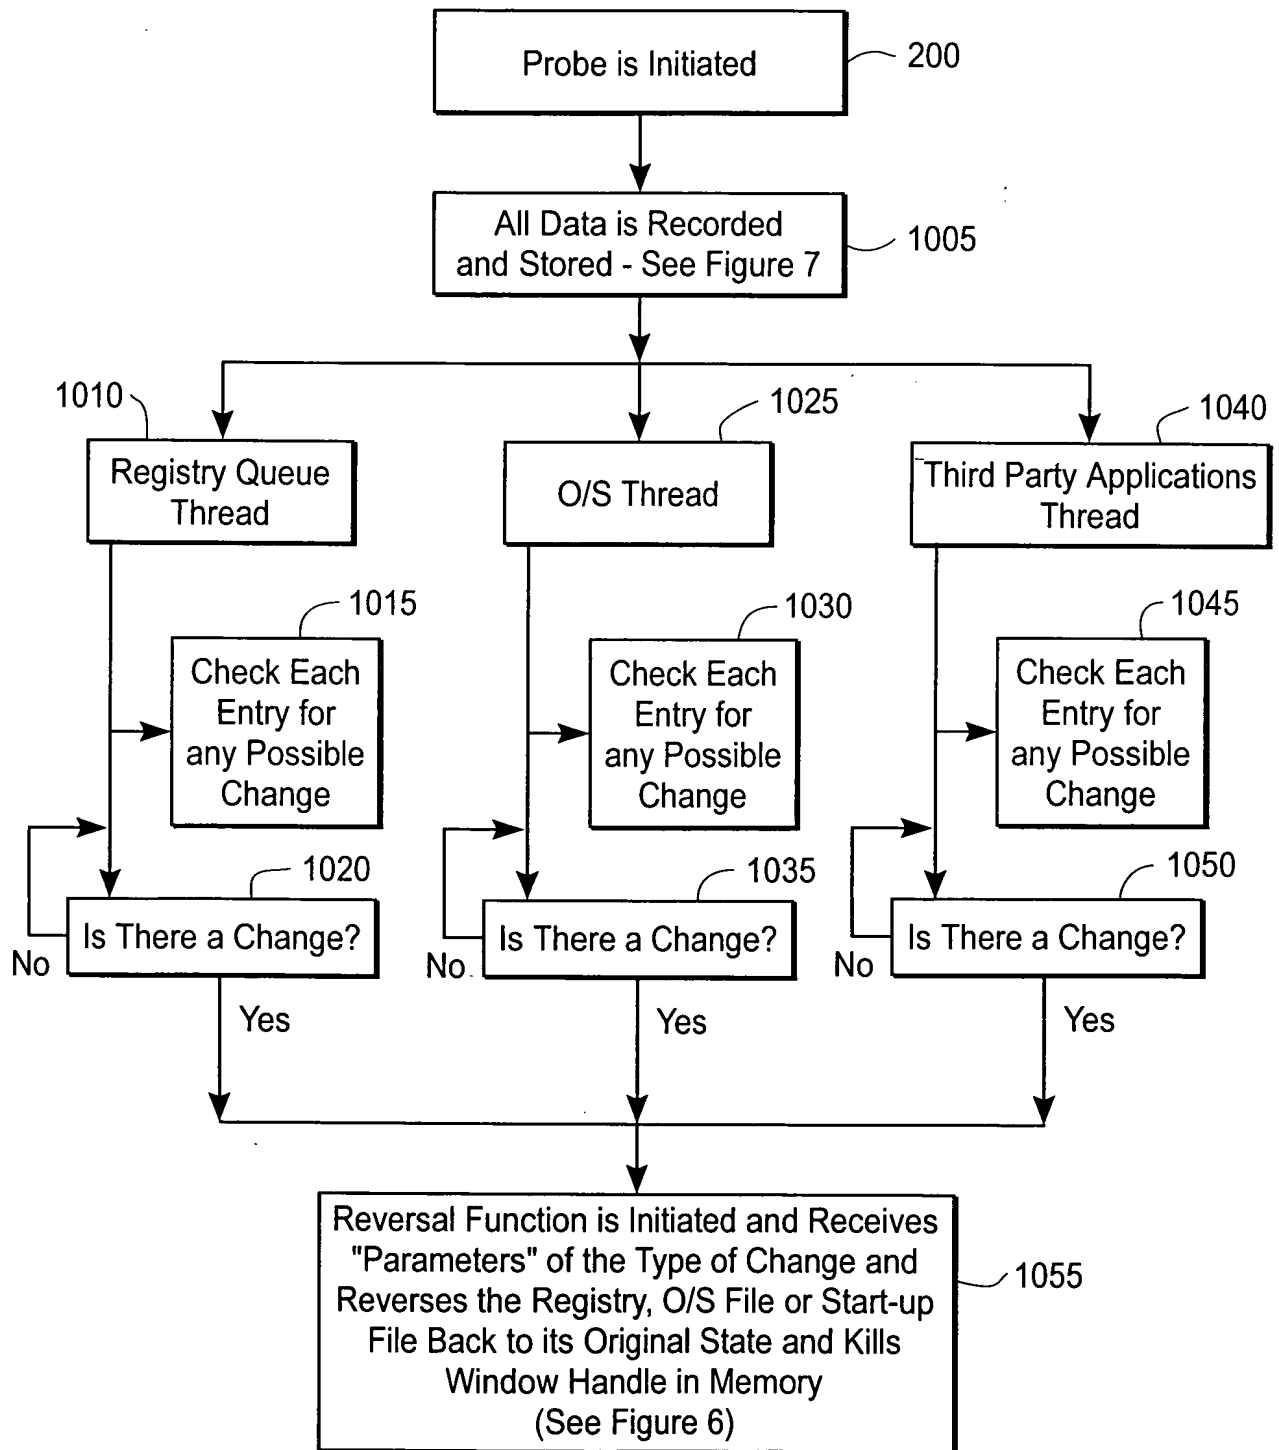 Probe is Initiated
200
All Data is Recorded
and Stored - See Figure 7
1005
1010
Registry Queue
Thread
1025
O/S Thread
1040
Third Party Applications
Thread
1015
Check Each
Entry for
any Possible
Change
1030
Check Each
Entry for
any Possible
Change
1045
Check Each
Entry for
any Possible
Change
1020
Is There a Change?
No
Yes
1035
Is There a Change?
No
Yes
1050
Is There a Change?
No
Yes
Reversal Function is Initiated and Receives
"Parameters" of the Type of Change and
Reverses the Registry, O/S File or Start-up
File Back to its Original State and Kills
Window Handle in Memory
(See Figure 6)
1055